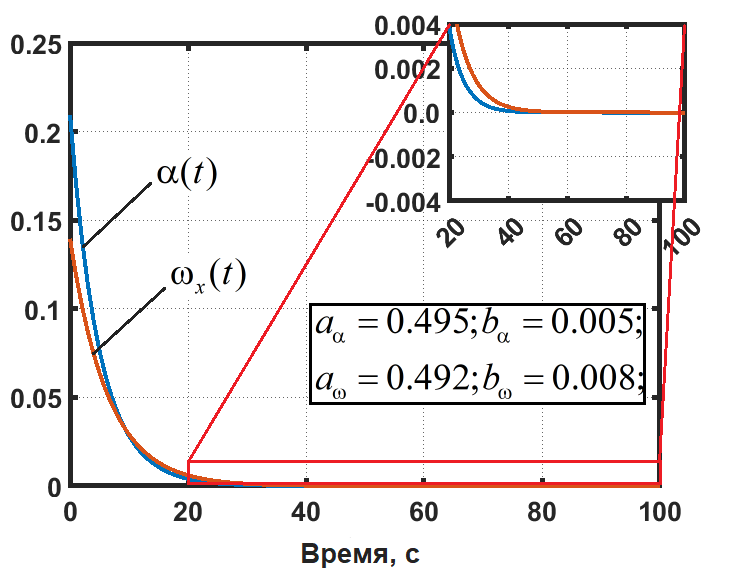 0.25
0.2
0.15
0.1
0.05
0
0 20 40 60 80 100
Время, с
α(t)
ωₓ(t)
0.004
0.002
0.0
-0.002
-0.004
20 40 60 80 100
a_α = 0.495; b_α = 0.005;
a_ω = 0.492; b_ω = 0.008;